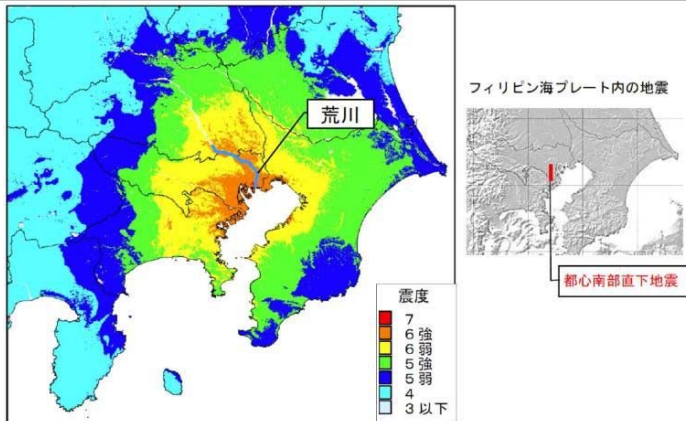 荒川
フィリピン海プレート内の地震
都心南部直下地震
震度
7
6強
6弱
5強
5弱
4
3以下